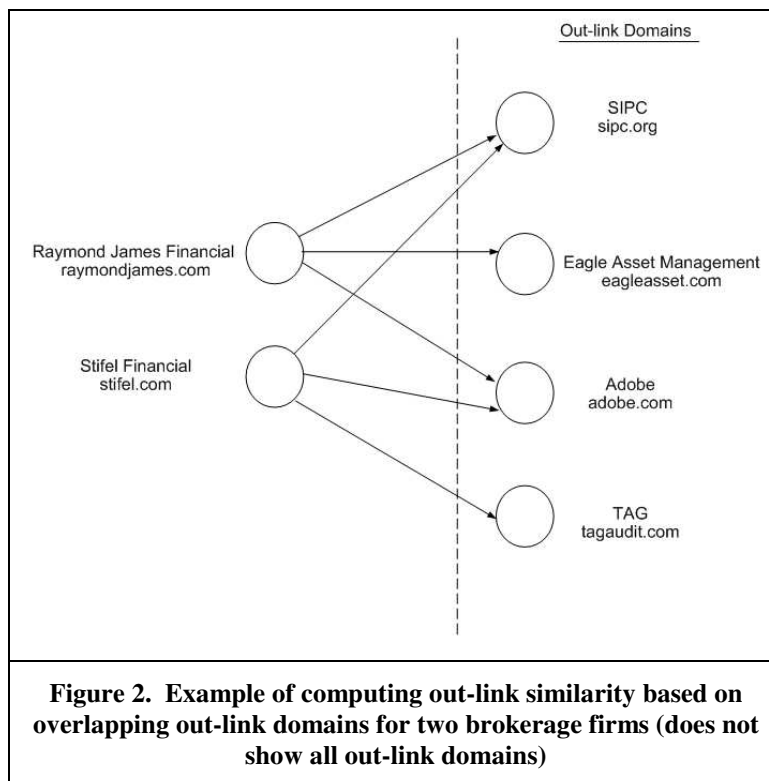 Out-link Domains
SIPC
sipc.org
Raymond James Financial
raymondjames.com
Eagle Asset Management
eagleasset.com
Stifel Financial
stifel.com
Adobe
adobe.com
TAG
tagaudit.com
Figure 2. Example of computing out-link similarity based on
overlapping out-link domains for two brokerage firms (does not
show all out-link domains)